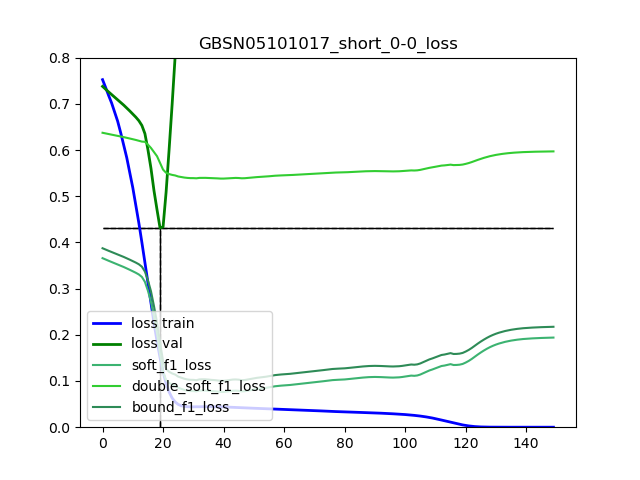 GBSN05101017_short_0-0_loss
0.8
0.7
0.6
0.5
0.4
0.3
0.2
0.1
0.0
loss train
loss val
soft_f1_loss
double_soft_f1_loss
bound_f1_loss
0 20 40 60 80 100 120 140